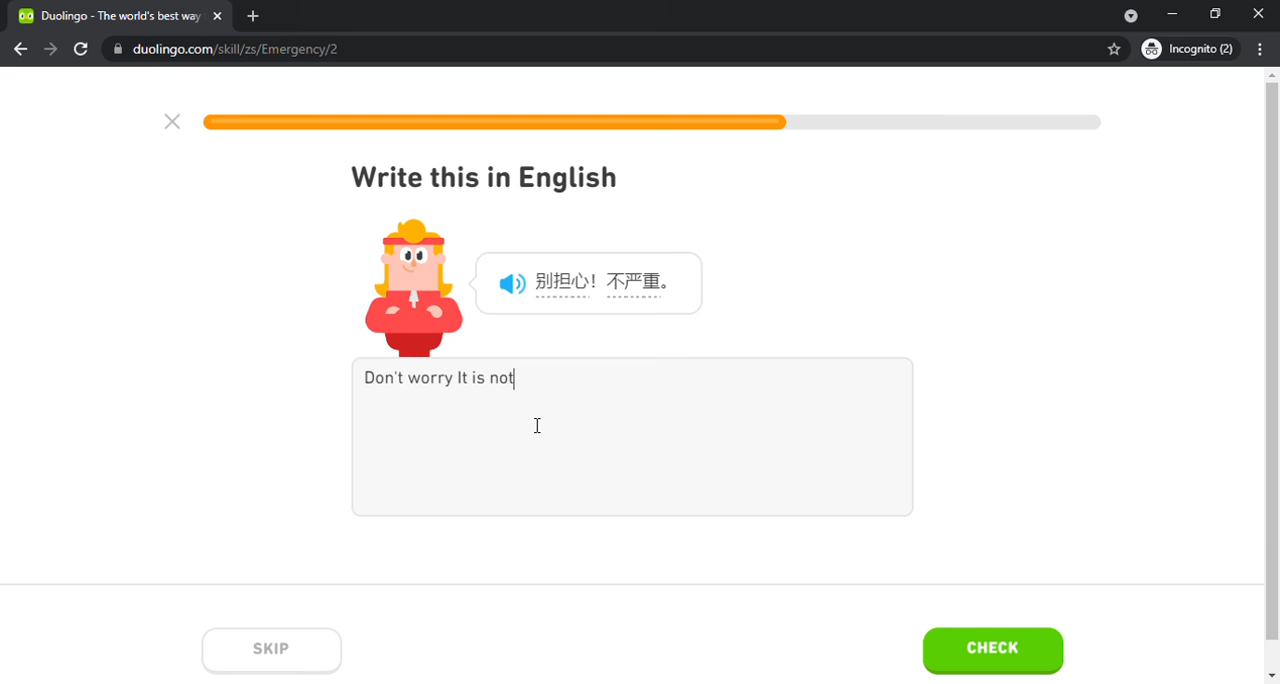 Duolingo - The world's best way
duolingo.com/skill/zs/Emergency/2
Incognito (2)
Write this in English
别担心！不严重。
Don't worry It is not
SKIP
CHECK